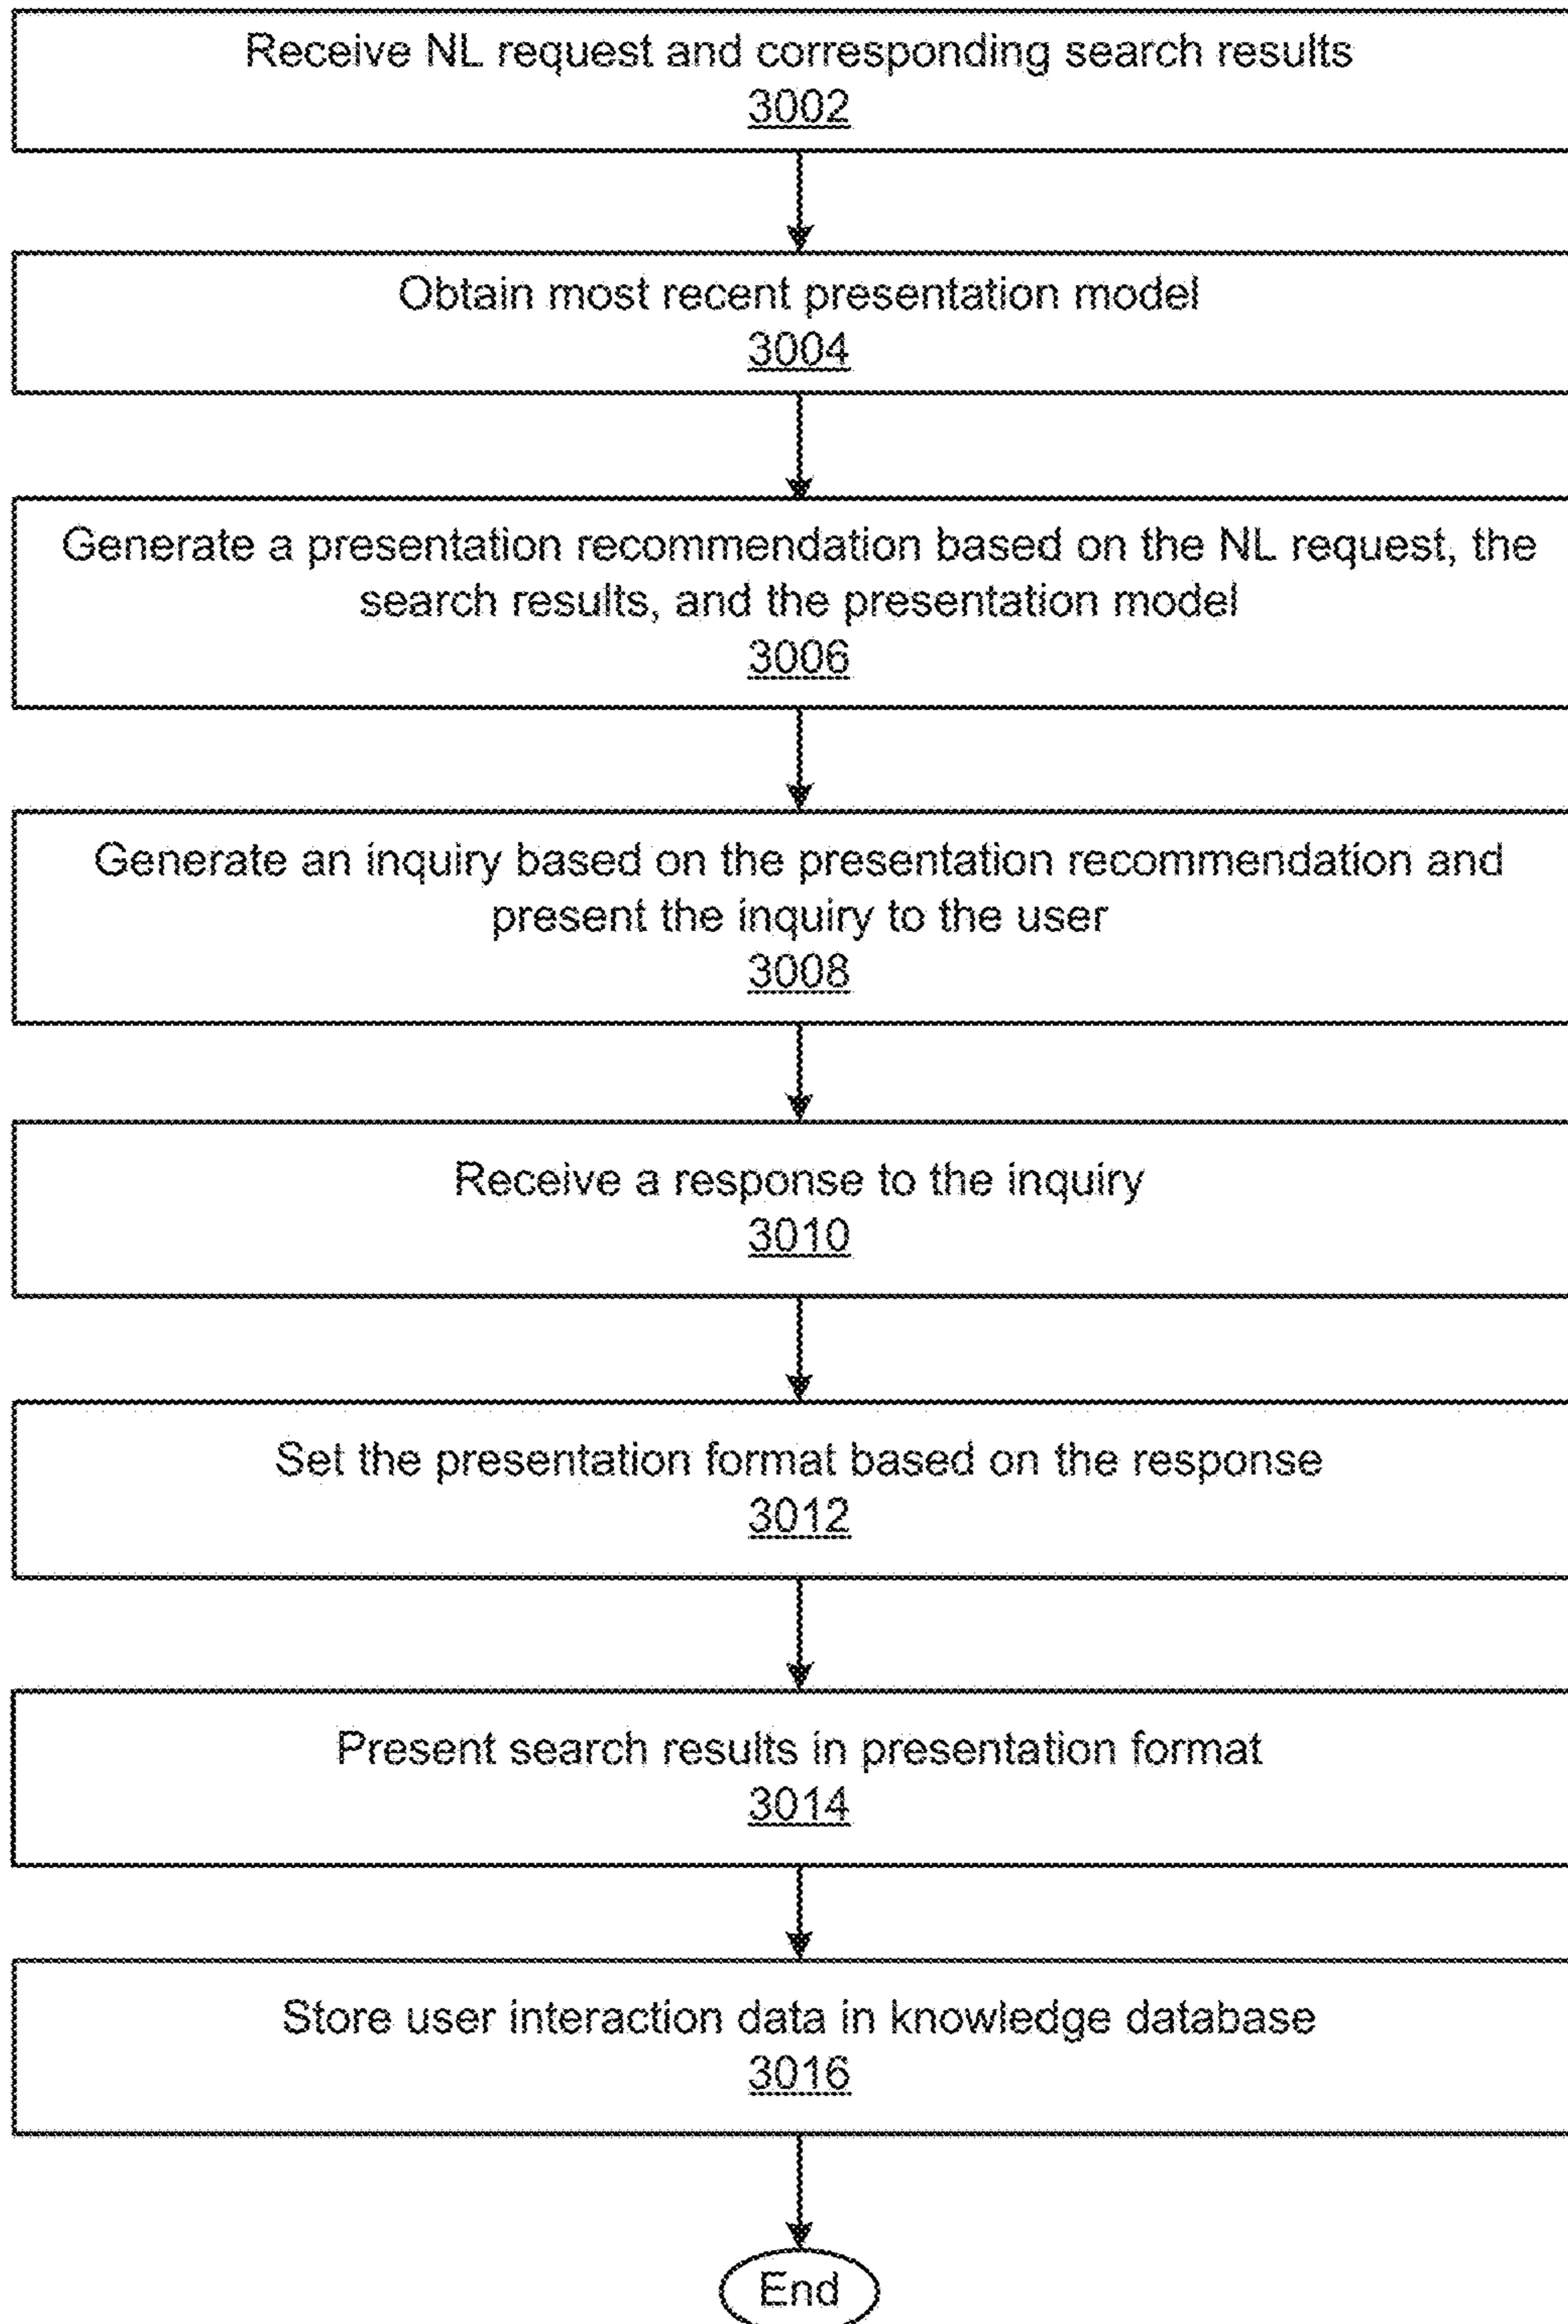 Receive NL request and corresponding search results
3002
Obtain most recent presentation model
3004
Generate a presentation recommendation based on the NL request, the
search results, and the presentation model
3006
Generate an inquiry based on the presentation recommendation and
present the inquiry to the user
3008
Receive a response to the inquiry
3010
Set the presentation format based on the response
3012
Present search results in presentation format
3014
Store user interaction data in knowledge database
3016
End